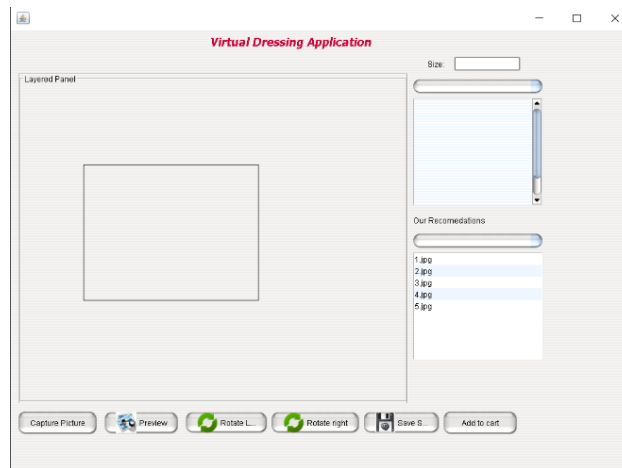 Virtual Dressing Application
Size:
Layered Panel
Our Recomedations
1.jpg
2.jpg
3.jpg
4.jpg
5.jpg
Capture Picture
Preview
Rotate L...
Rotate right
Save S...
Add to cart